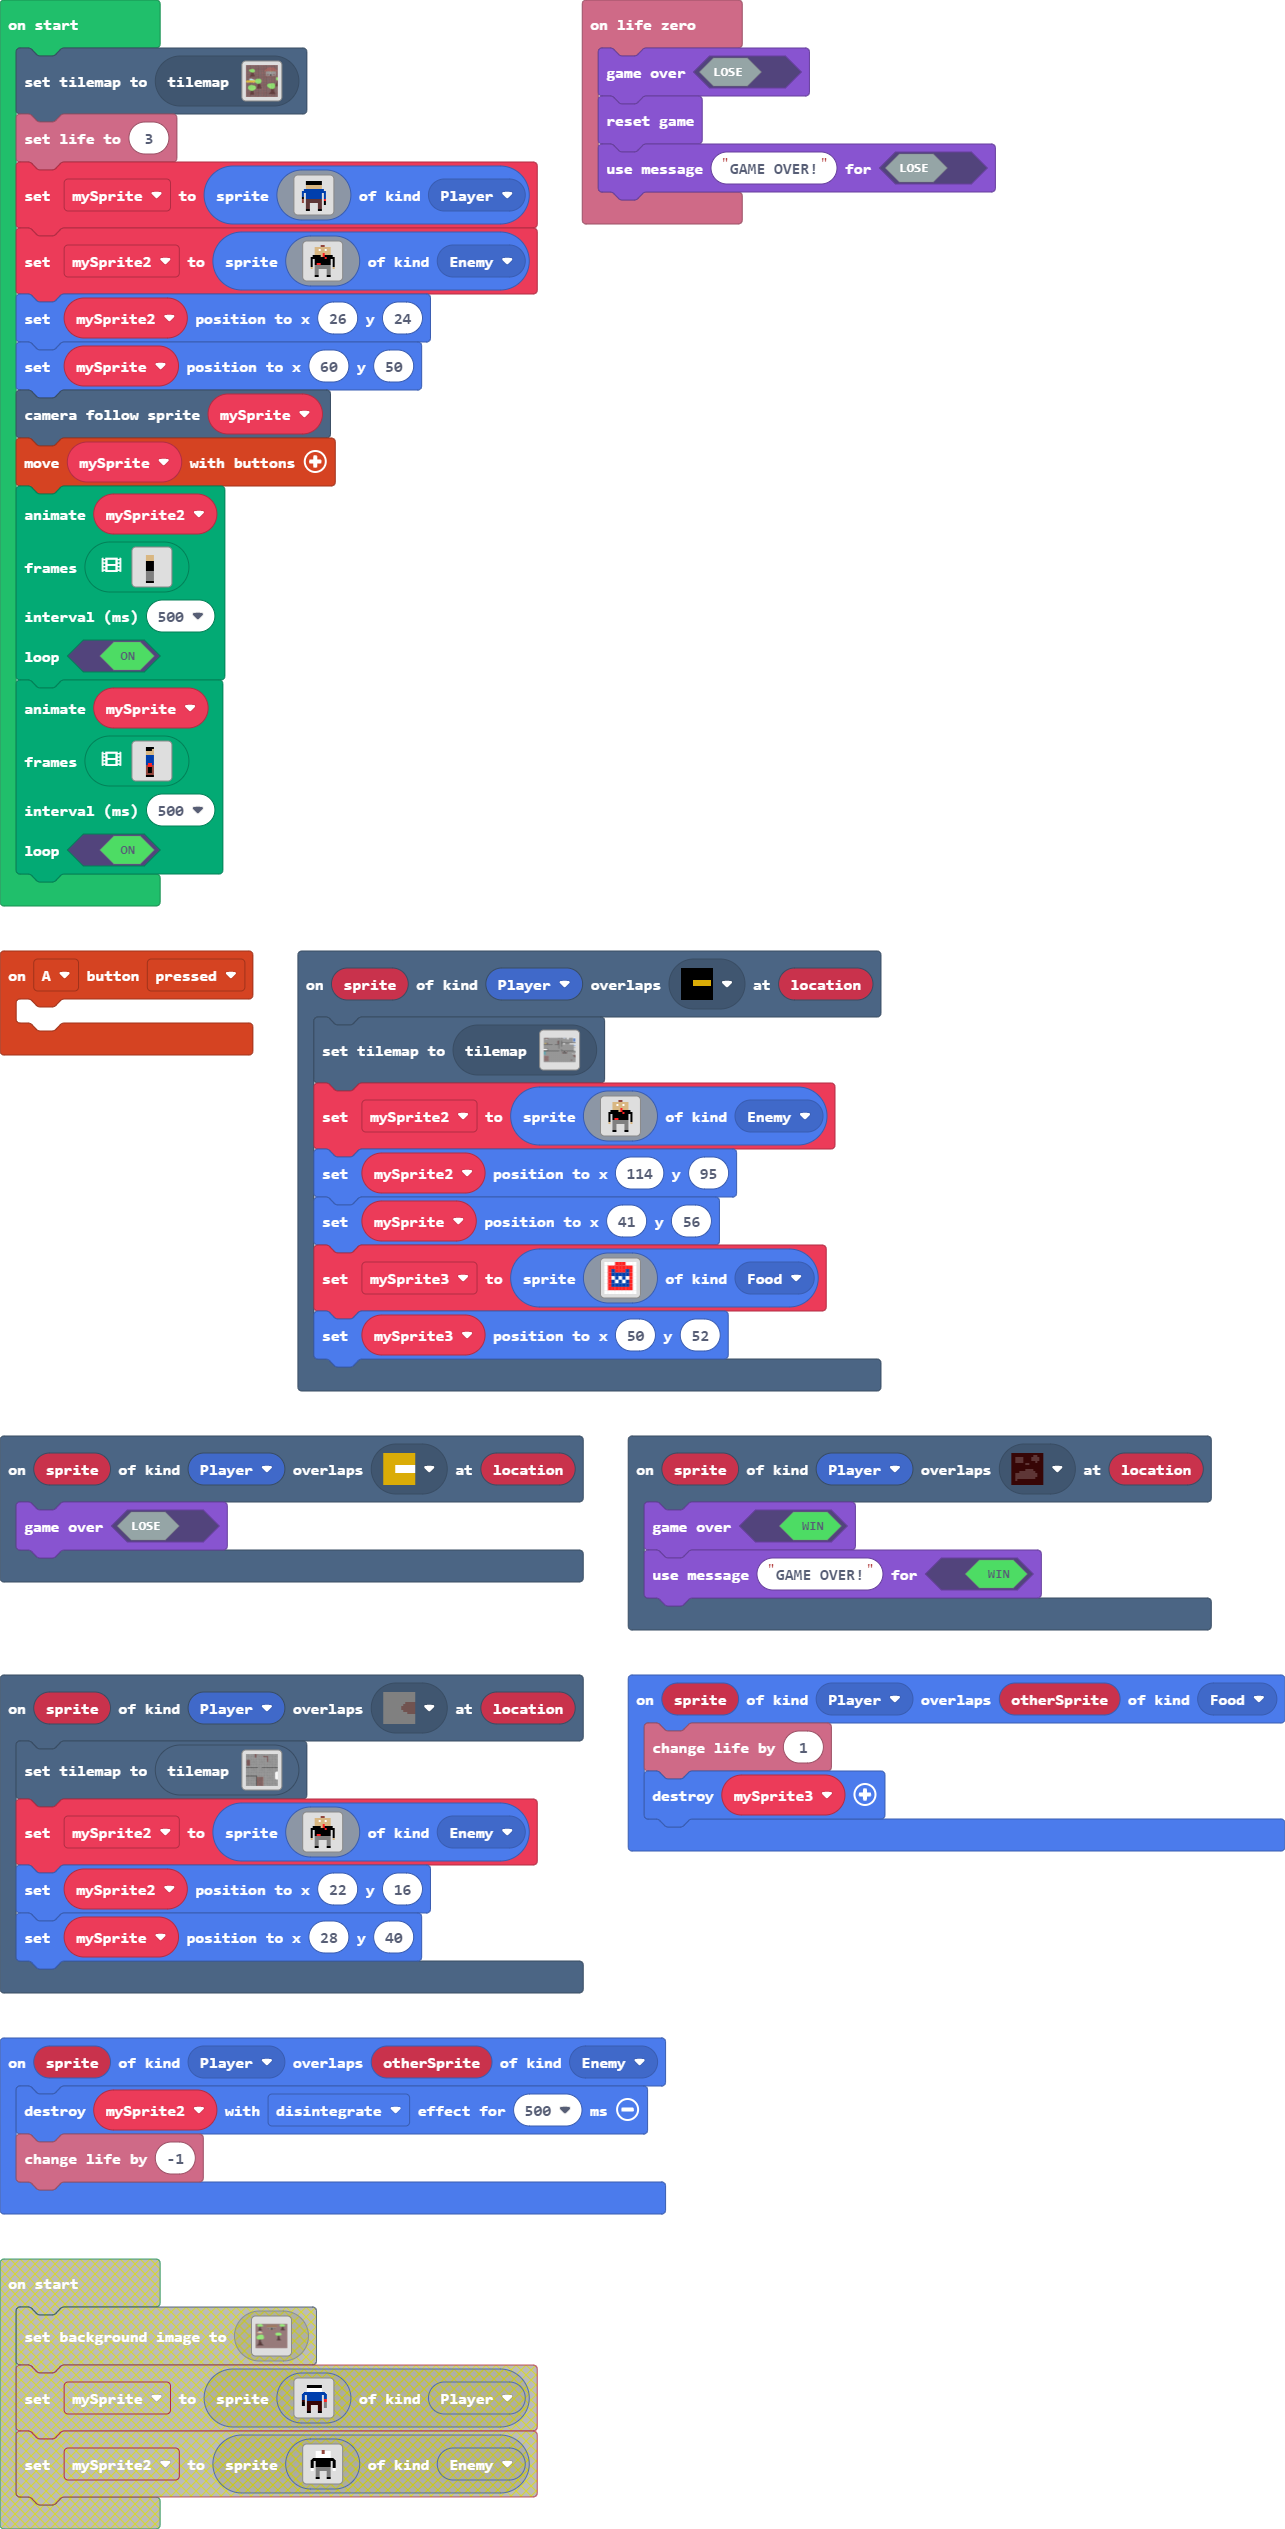 on start
set tilemap to tilemap
set life to 3
set mySprite to sprite of kind Player
set mySprite2 to sprite of kind Enemy
set mySprite2 position to x 26 y 24
set mySprite position to x 60 y 50
camera follow sprite mySprite
move mySprite with buttons
animate mySprite2
frames
interval (ms) 500
loop ON
animate mySprite
frames
interval (ms) 500
loop ON
on life zero
game over LOSE
reset game
use message "GAME OVER!" for LOSE
on A button pressed
on sprite of kind Player overlaps at location
set tilemap to tilemap
set mySprite2 to sprite of kind Enemy
set mySprite2 position to x 114 y 95
set mySprite position to x 41 y 56
set mySprite3 to sprite of kind Food
set mySprite3 position to x 50 y 52
on sprite of kind Player overlaps at location
game over LOSE
on sprite of kind Player overlaps at location
game over WIN
use message "GAME OVER!" for WIN
on sprite of kind Player overlaps at location
set tilemap to tilemap
set mySprite2 to sprite of kind Enemy
set mySprite2 position to x 22 y 16
set mySprite position to x 28 y 40
on sprite of kind Player overlaps otherSprite of kind Food
change life by 1
destroy mySprite3
on sprite of kind Player overlaps otherSprite of kind Enemy
destroy mySprite2 with disintegrate effect for 500 ms
change life by -1
on start
set background image to
set mySprite to sprite of kind Player
set mySprite2 to sprite of kind Enemy